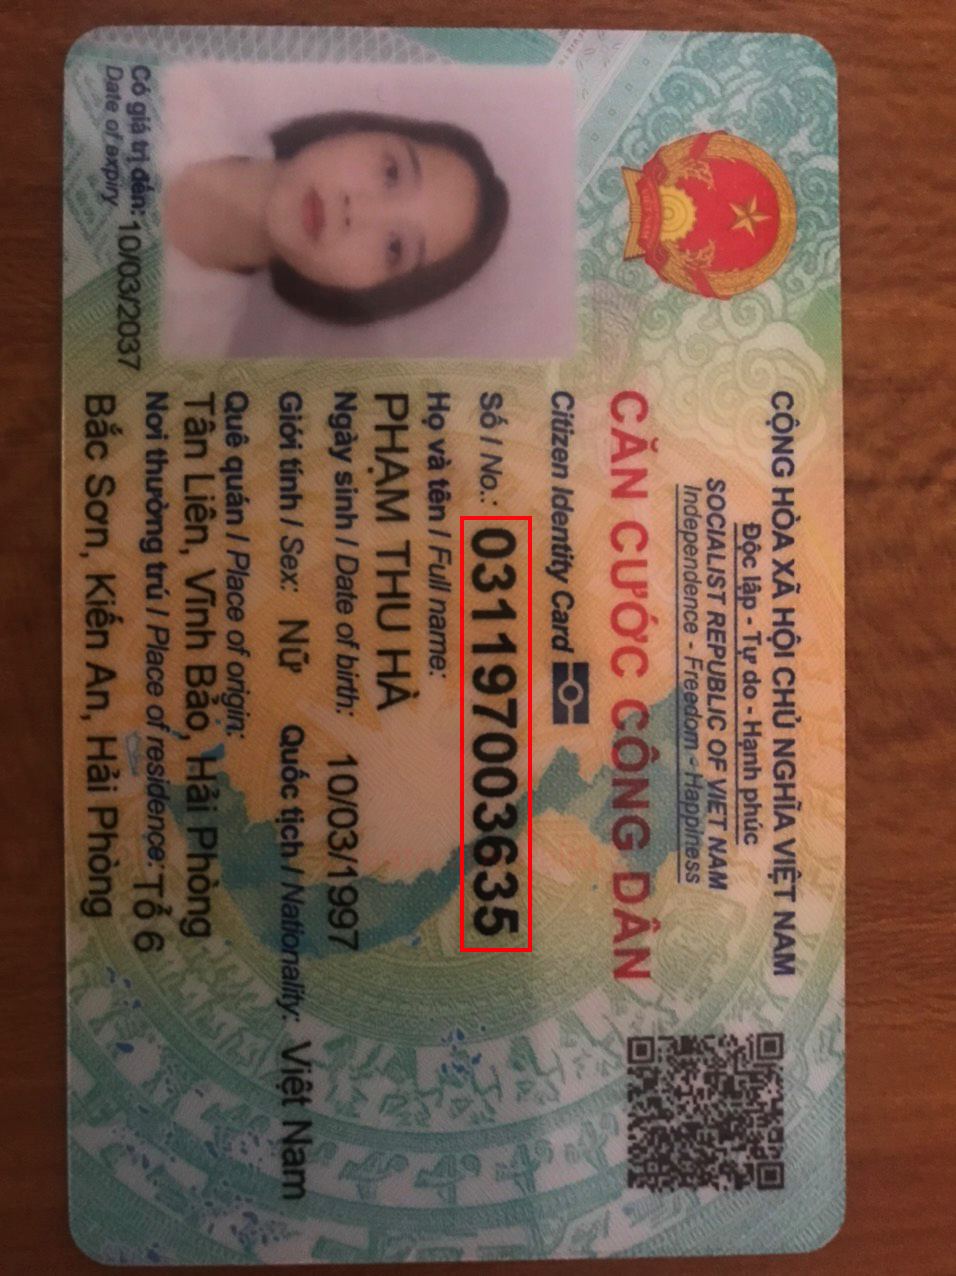 CỘNG HÒA XÃ HỘI CHỦ NGHĨA VIỆT NAM
Độc lập - Tự do - Hạnh phúc
SOCIALIST REPUBLIC OF VIET NAM
Independence - Freedom - Happiness
CĂN CƯỚC CÔNG DÂN
Citizen Identity Card
Số / No.: 031197003635
Họ và tên / Full name:
PHẠM THU HÀ
Ngày sinh / Date of birth: 10/03/1997
Giới tính / Sex: Nữ Quốc tịch / Nationality: Việt Nam
Quê quán / Place of origin:
Tân Liên, Vĩnh Bảo, Hải Phòng
Nơi thường trú / Place of residence: Tổ 6
Bắc Sơn, Kiến An, Hải Phòng
Có giá trị đến: 10/03/2037
Date of expiry